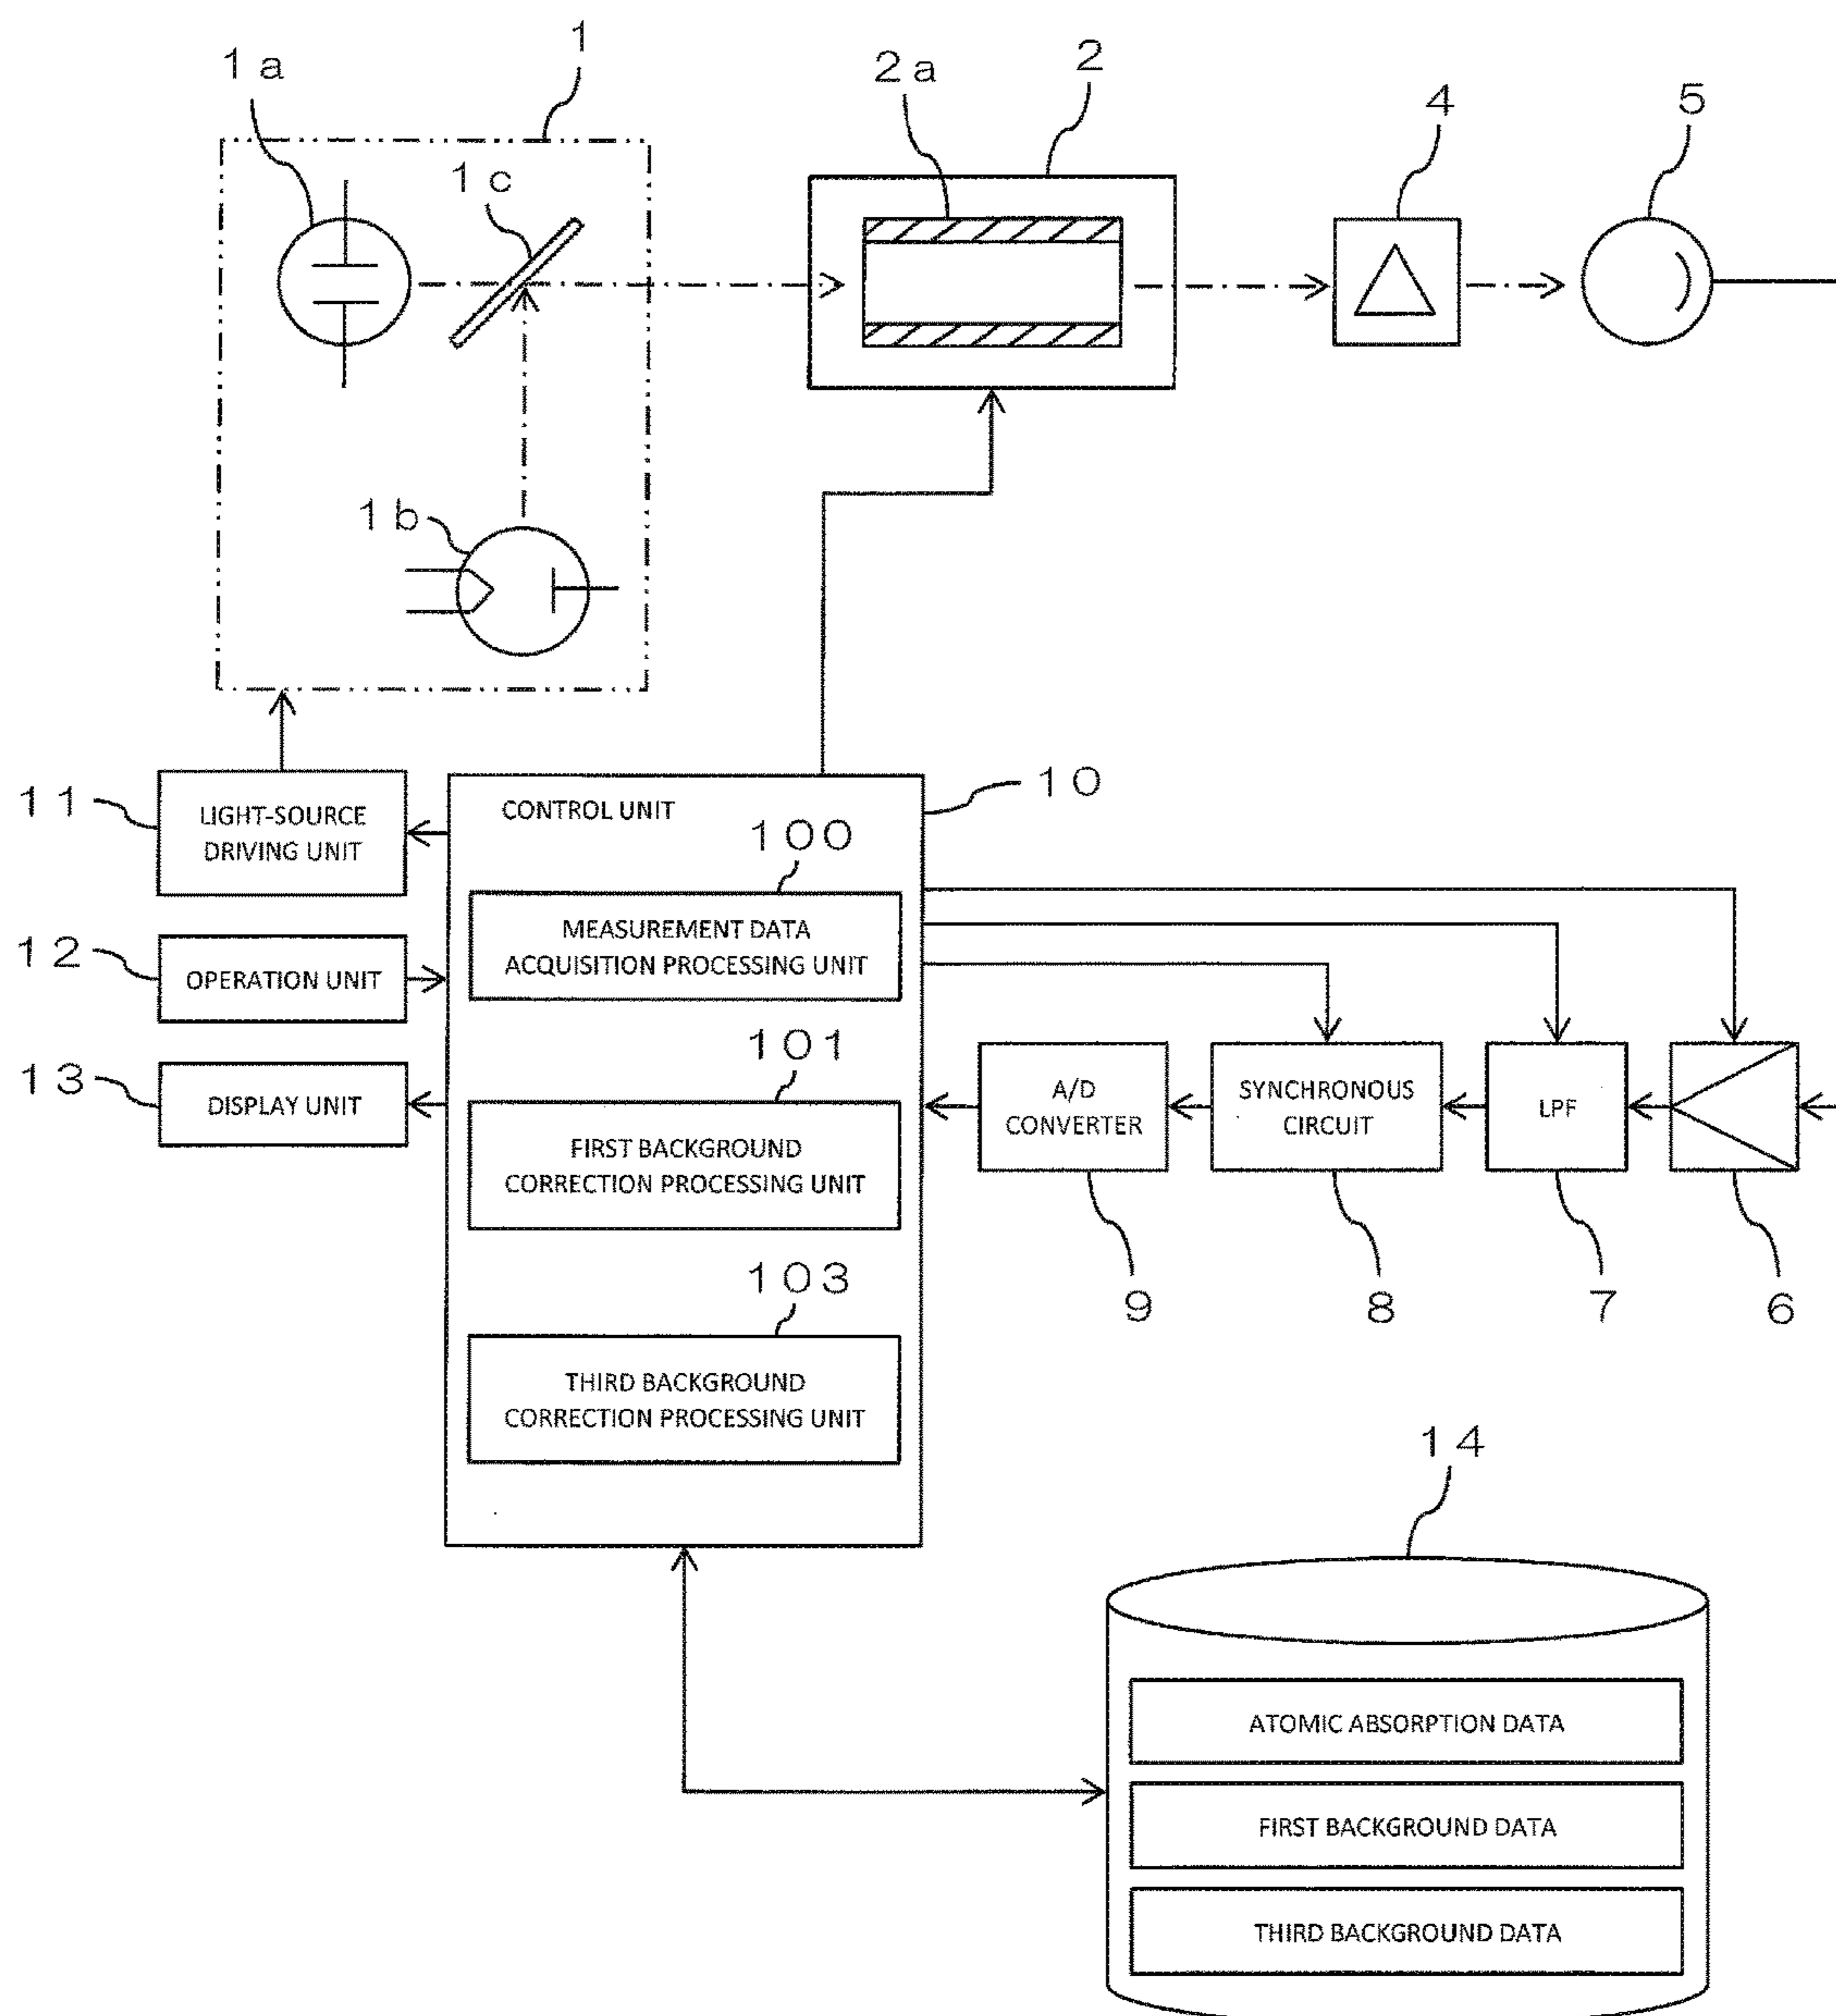 1
1a
1c
2a
2
4
5
1b
11
LIGHT-SOURCE
DRIVING UNIT
CONTROL UNIT
10
100
MEASUREMENT DATA
ACQUISITION PROCESSING UNIT
12
OPERATION UNIT
13
DISPLAY UNIT
101
FIRST BACKGROUND
CORRECTION PROCESSING UNIT
A/D
CONVERTER
SYNCHRONOUS
CIRCUIT
LPF
9
8
7
6
103
THIRD BACKGROUND
CORRECTION PROCESSING UNIT
14
ATOMIC ABSORPTION DATA
FIRST BACKGROUND DATA
THIRD BACKGROUND DATA